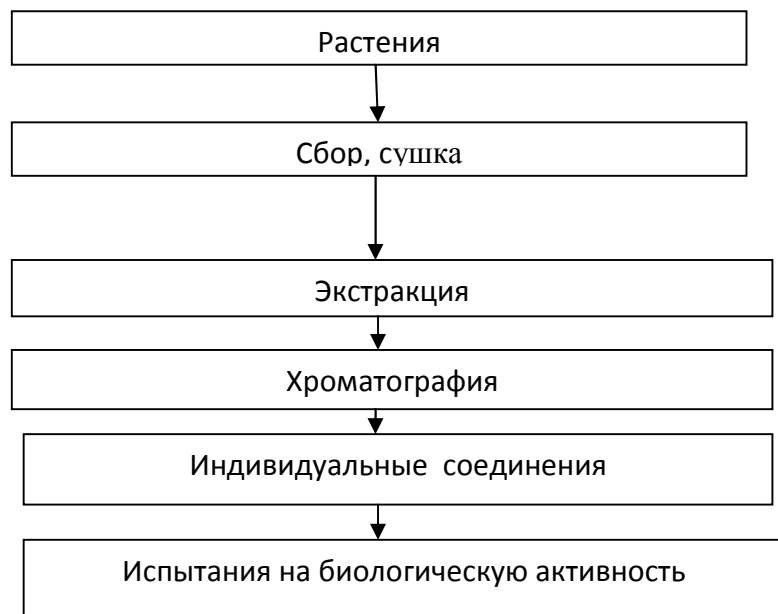 Растения
Сбор, сушка
Экстракция
Хроматография
Индивидуальные соединения
Испытания на биологическую активность